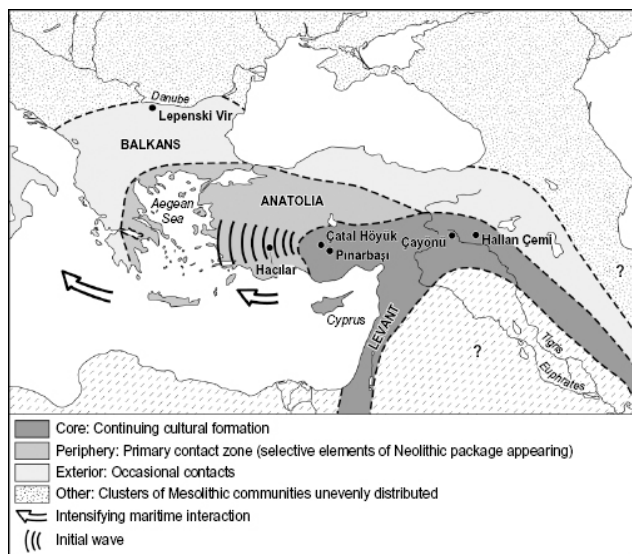 Danube
Lepenski Vir
BALKANS
Aegean
Sea
ANATOLIA
Çatal Höyük
Pınarbaşı
Çayonu
Hallan Çemi
Hacılar
Cyprus
LEVANT
?
?
Tigris
Euphrates
Core: Continuing cultural formation
Periphery: Primary contact zone (selective elements of Neolithic package appearing)
Exterior: Occasional contacts
Other: Clusters of Mesolithic communities unevenly distributed
Intensifying maritime interaction
Initial wave